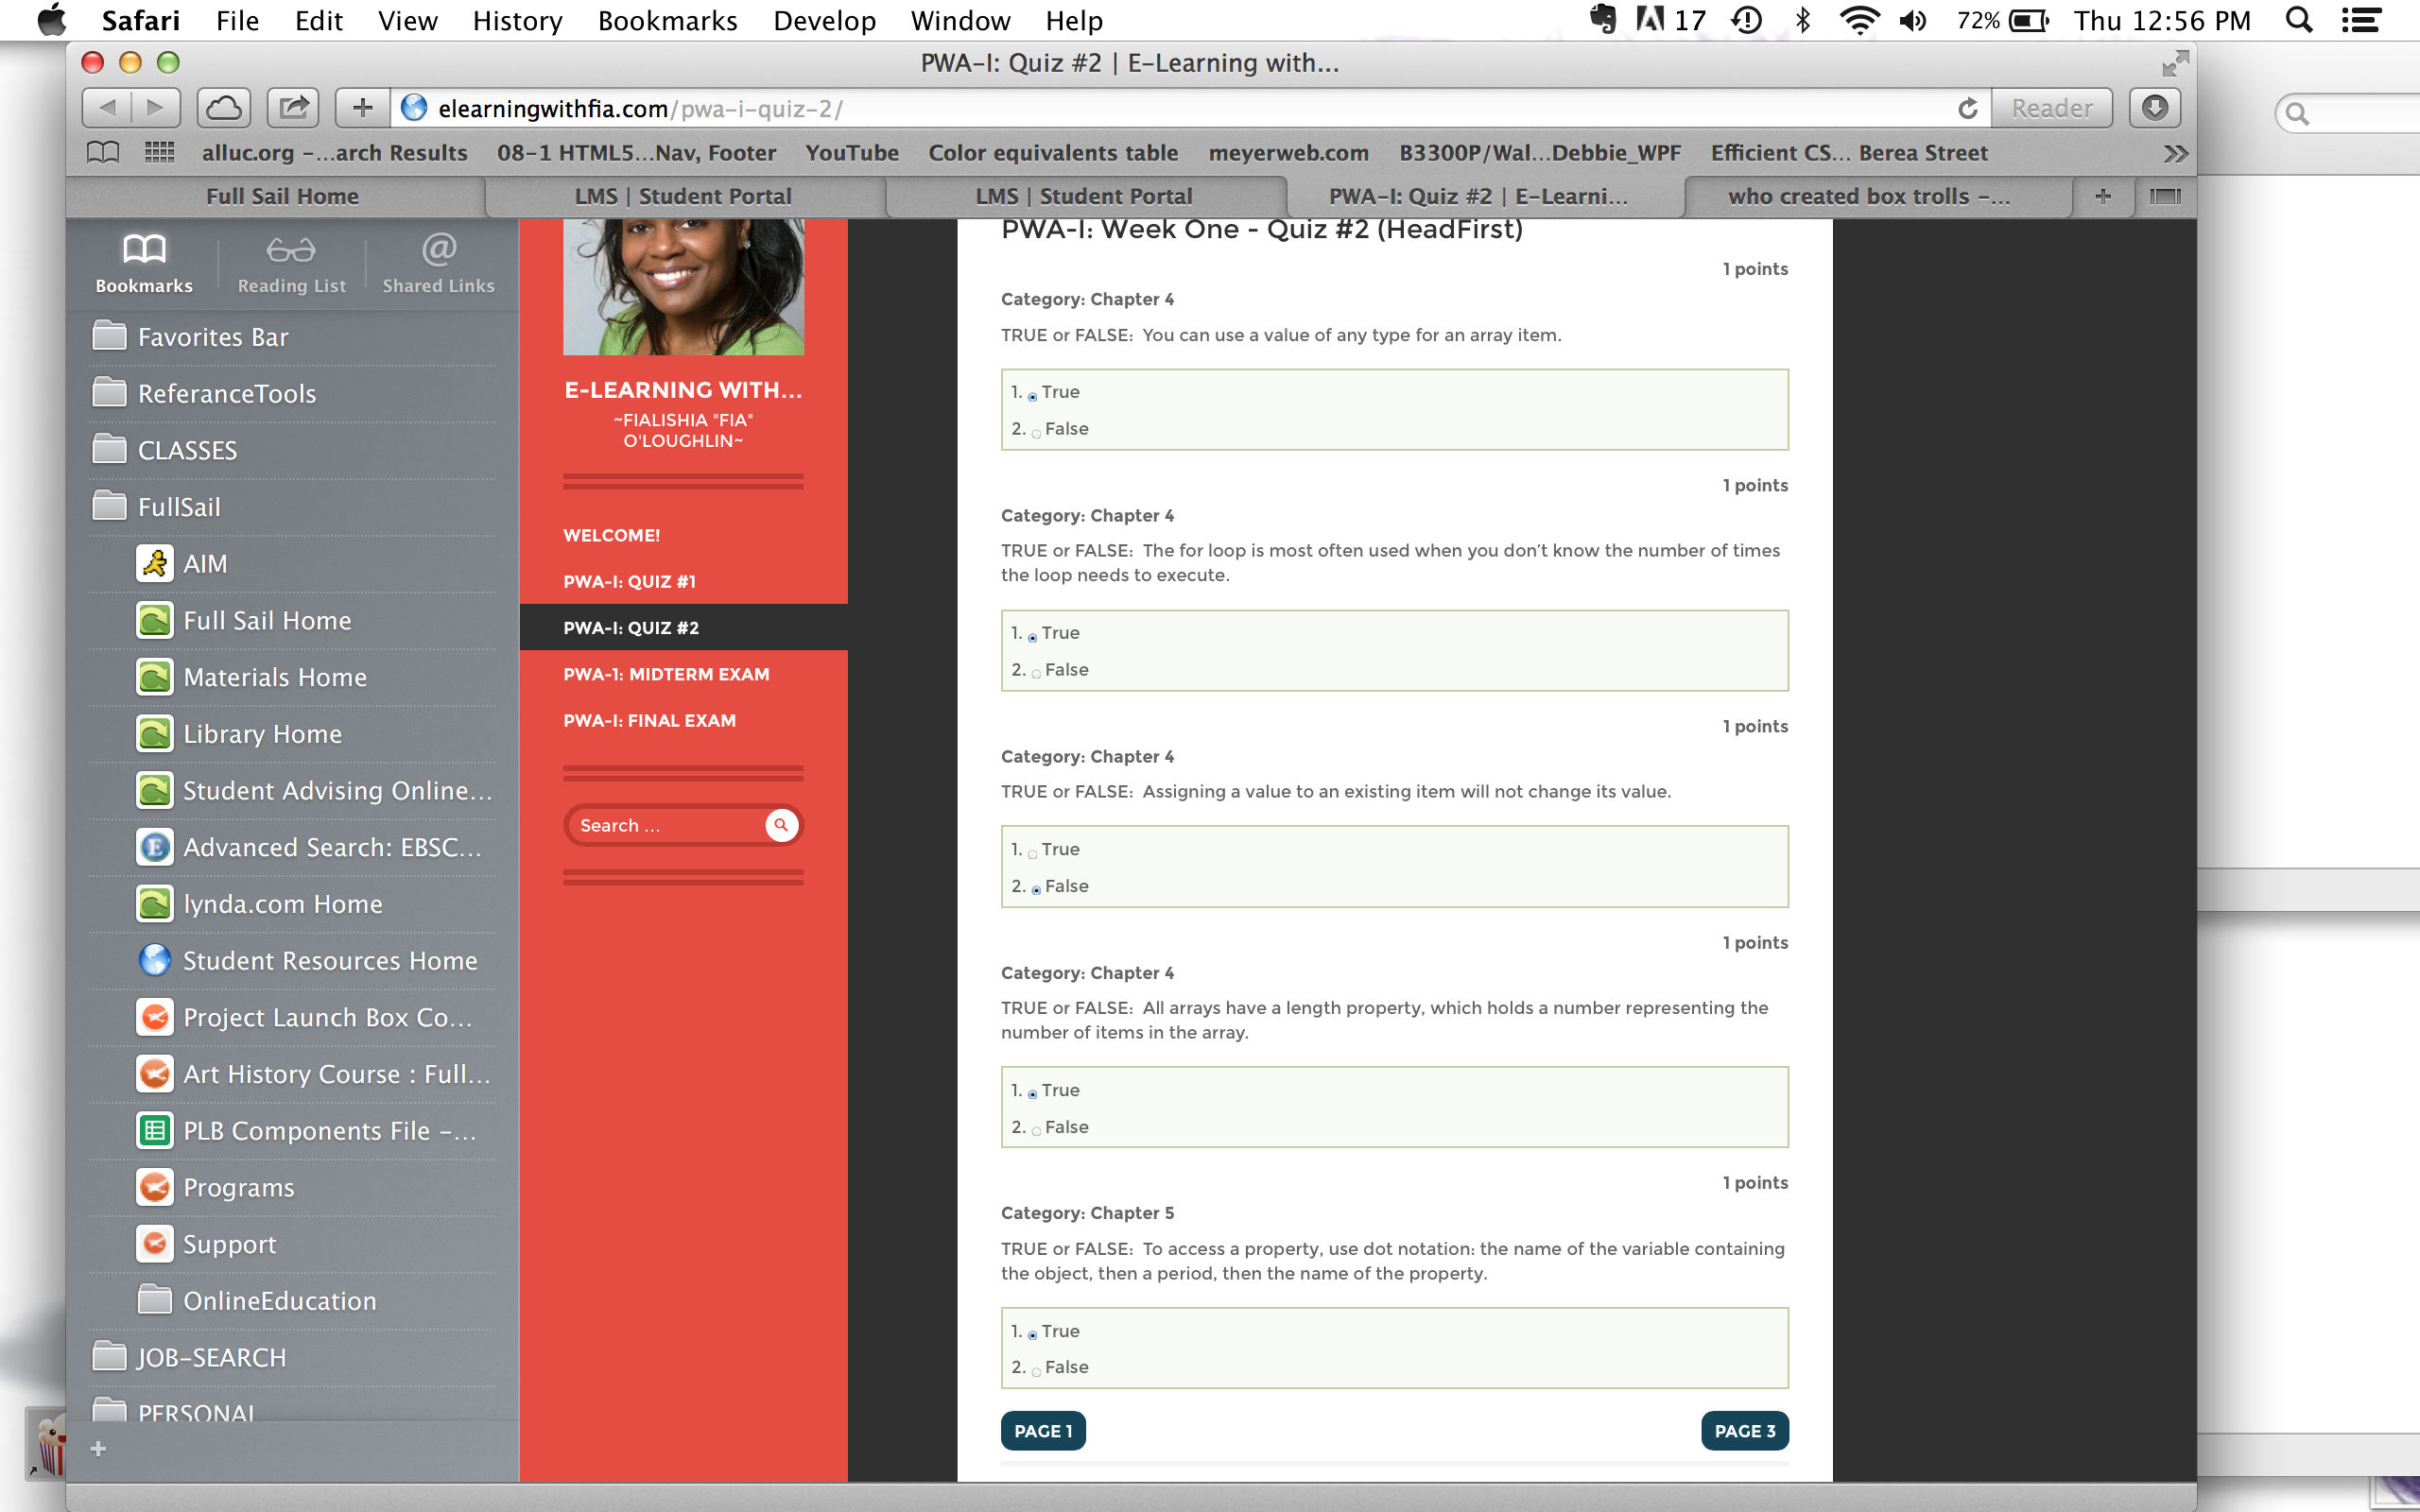 Safari File Edit View History Bookmarks Develop Window Help 17 72% Thu 12:56 PM
PWA-I: Quiz #2 | E-Learning with...
elearningwithfia.com/pwa-i-quiz-2/ Reader
alluc.org -...arch Results 08-1 HTML5...Nav, Footer YouTube Color equivalents table meyerweb.com B3300P/Wal...Debbie_WPF Efficient CS... Berea Street
Full Sail Home LMS | Student Portal LMS | Student Portal PWA-I: Quiz #2 | E-Learni... who created box trolls -...
Bookmarks Reading List Shared Links
Favorites Bar
ReferanceTools
CLASSES
FullSail
AIM
Full Sail Home
Materials Home
Library Home
Student Advising Online...
Advanced Search: EBSC...
lynda.com Home
Student Resources Home
Project Launch Box Co...
Art History Course : Full...
PLB Components File -...
Programs
Support
OnlineEducation
JOB-SEARCH
PERSONAL
E-LEARNING WITH...
~FIALISHIA "FIA"
O'LOUGHLIN~
WELCOME!
PWA-I: QUIZ #1
PWA-I: QUIZ #2
PWA-1: MIDTERM EXAM
PWA-I: FINAL EXAM
Search ...
PWA-I: Week One - Quiz #2 (HeadFirst)
1 points
Category: Chapter 4
TRUE or FALSE: You can use a value of any type for an array item.
1. True
2. False
1 points
Category: Chapter 4
TRUE or FALSE: The for loop is most often used when you don't know the number of times
the loop needs to execute.
1. True
2. False
1 points
Category: Chapter 4
TRUE or FALSE: Assigning a value to an existing item will not change its value.
1. True
2. False
1 points
Category: Chapter 4
TRUE or FALSE: All arrays have a length property, which holds a number representing the
number of items in the array.
1. True
2. False
1 points
Category: Chapter 5
TRUE or FALSE: To access a property, use dot notation: the name of the variable containing
the object, then a period, then the name of the property.
1. True
2. False
PAGE 1 PAGE 3